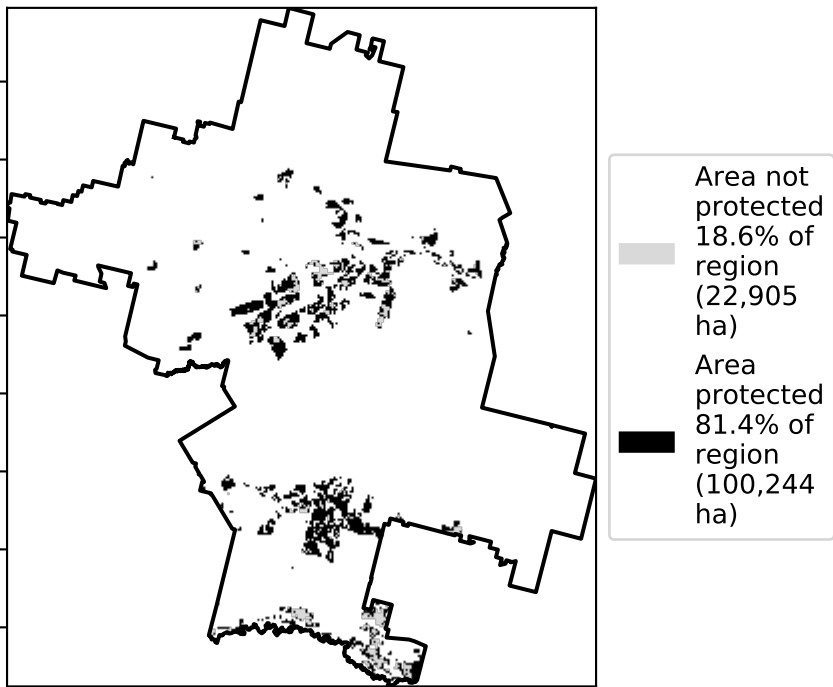 Area not
protected
18.6% of
region
(22,905
ha)
Area
protected
81.4% of
region
(100,244
ha)